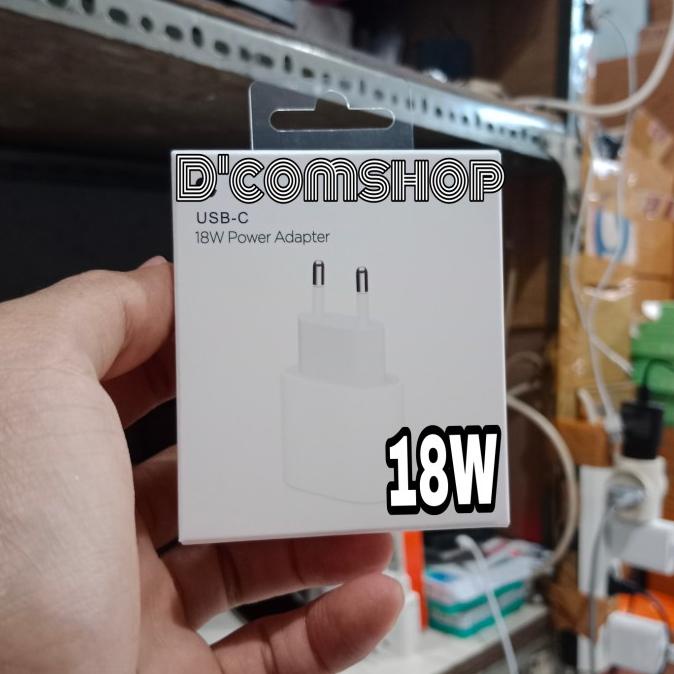 D'comshop
USB-C
18W Power Adapter
18W